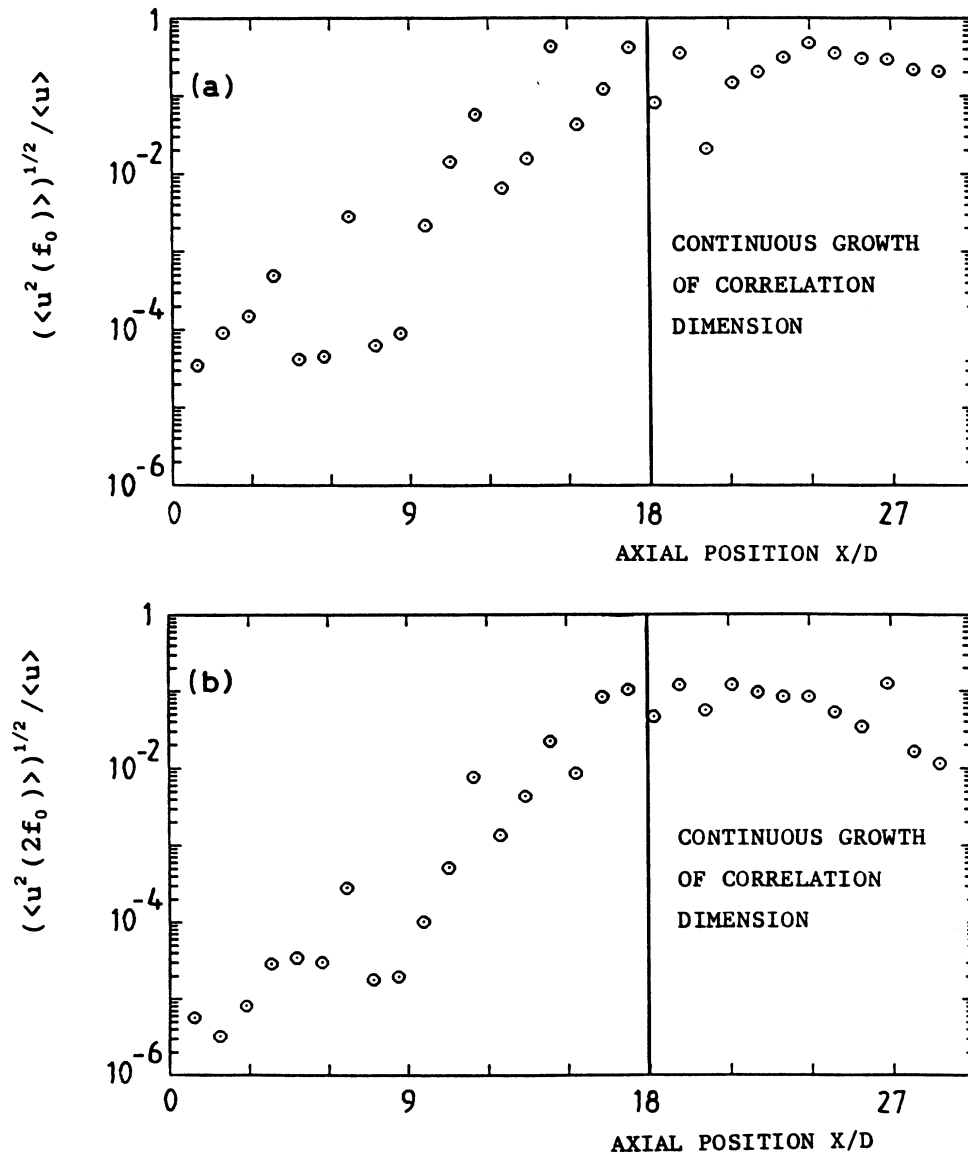 1
(a)
10⁻²
10⁻⁴
10⁻⁶
(<u²(f₀)>)^1/2/<u>
CONTINUOUS GROWTH
OF CORRELATION
DIMENSION
0 9 18 27
AXIAL POSITION X/D
1
(b)
10⁻²
10⁻⁴
10⁻⁶
(<u²(2f₀)>)^1/2/<u>
CONTINUOUS GROWTH
OF CORRELATION
DIMENSION
0 9 18 27
AXIAL POSITION X/D